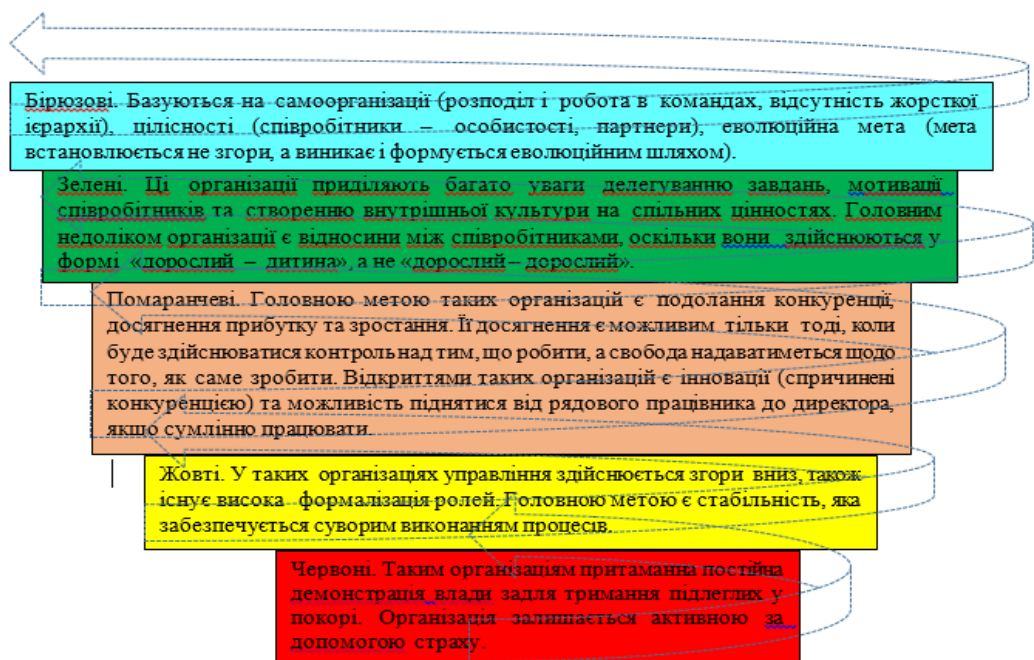 Бірюзові. Базуються на самоорганізації (розподіл і робота в командах, відсутність жорсткої
ієрархії), цілісності (співробітники – особистості, партнери), еволюційна мета (мета
встановлюється не згори, а виникає і формується еволюційним шляхом).
Зелені. Ці організації приділяють багато уваги делегуванню завдань, мотивації
співробітників та створенню внутрішньої культури на спільних цінностях. Головним
недоліком організації є відносини між співробітниками, оскільки вони здійснюються у
формі «дорослий – дитина», а не «дорослий – дорослий».
Помаранчеві. Головною метою таких організацій є подолання конкуренції,
досягнення прибутку та зростання. Її досягнення є можливим тільки тоді, коли
буде здійснюватися контроль над тим, що робити, а свобода надаватиметься щодо
того, як саме зробити. Відкриттями таких організацій є інновації (спричинені
конкуренцією) та можливість піднятися від рядового працівника до директора,
якщо сумлінно працювати.
Жовті. У таких організаціях управління здійснюється згори вниз, також
існує висока формалізація ролей. Головною метою є стабільність, яка
забезпечується суворим виконанням процесів.
Червоні. Таким організаціям притаманна постійна
демонстрація влади задля тримання підлеглих у
покорі. Організація залишається активною за
допомогою страху.